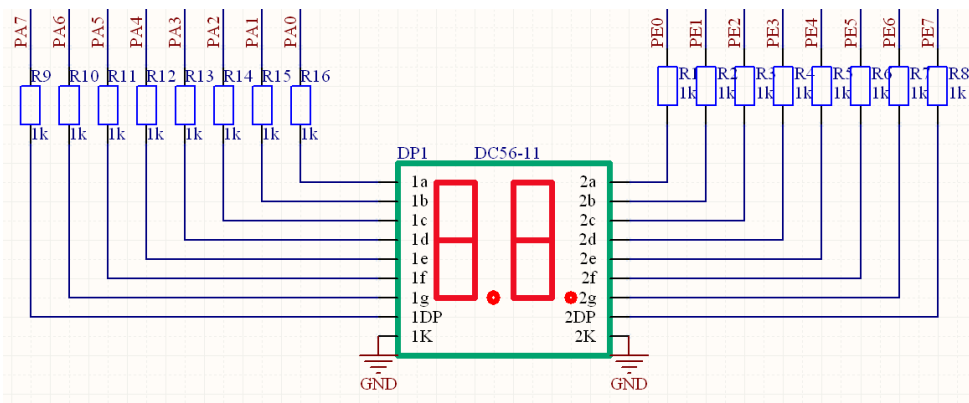 PA7 PA6 PA5 PA4 PA3 PA2 PA1 PA0 PE0 PE1 PE2 PE3 PE4 PE5 PE6 PE7
R9 R10 R11 R12 R13 R14 R15 R16 R1 R2 R3 R4 R5 R6 R7 R8
1k 1k 1k 1k 1k 1k 1k 1k
1k 1k 1k 1k 1k 1k 1k 1k
DP1 DC56-11
1a 2a
1b 2b
1c 2c
1d 2d
1e 2e
1f 2f
1g 2g
1DP 2DP
1K 2K
GND GND